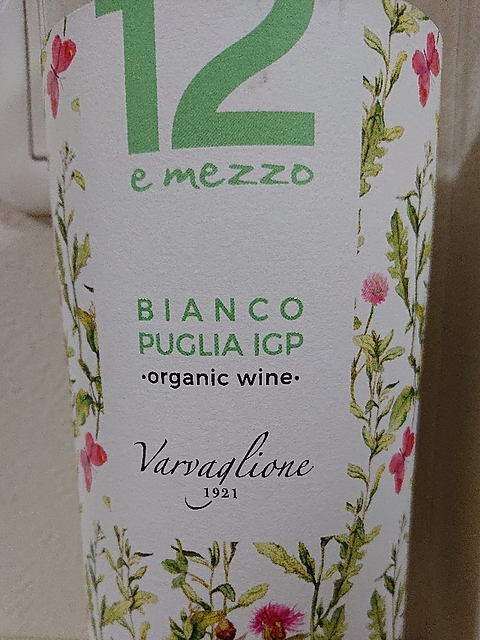 12
e mezzo
BIANCO
PUGLIA IGP
·organic wine·
Varvaglione
1921